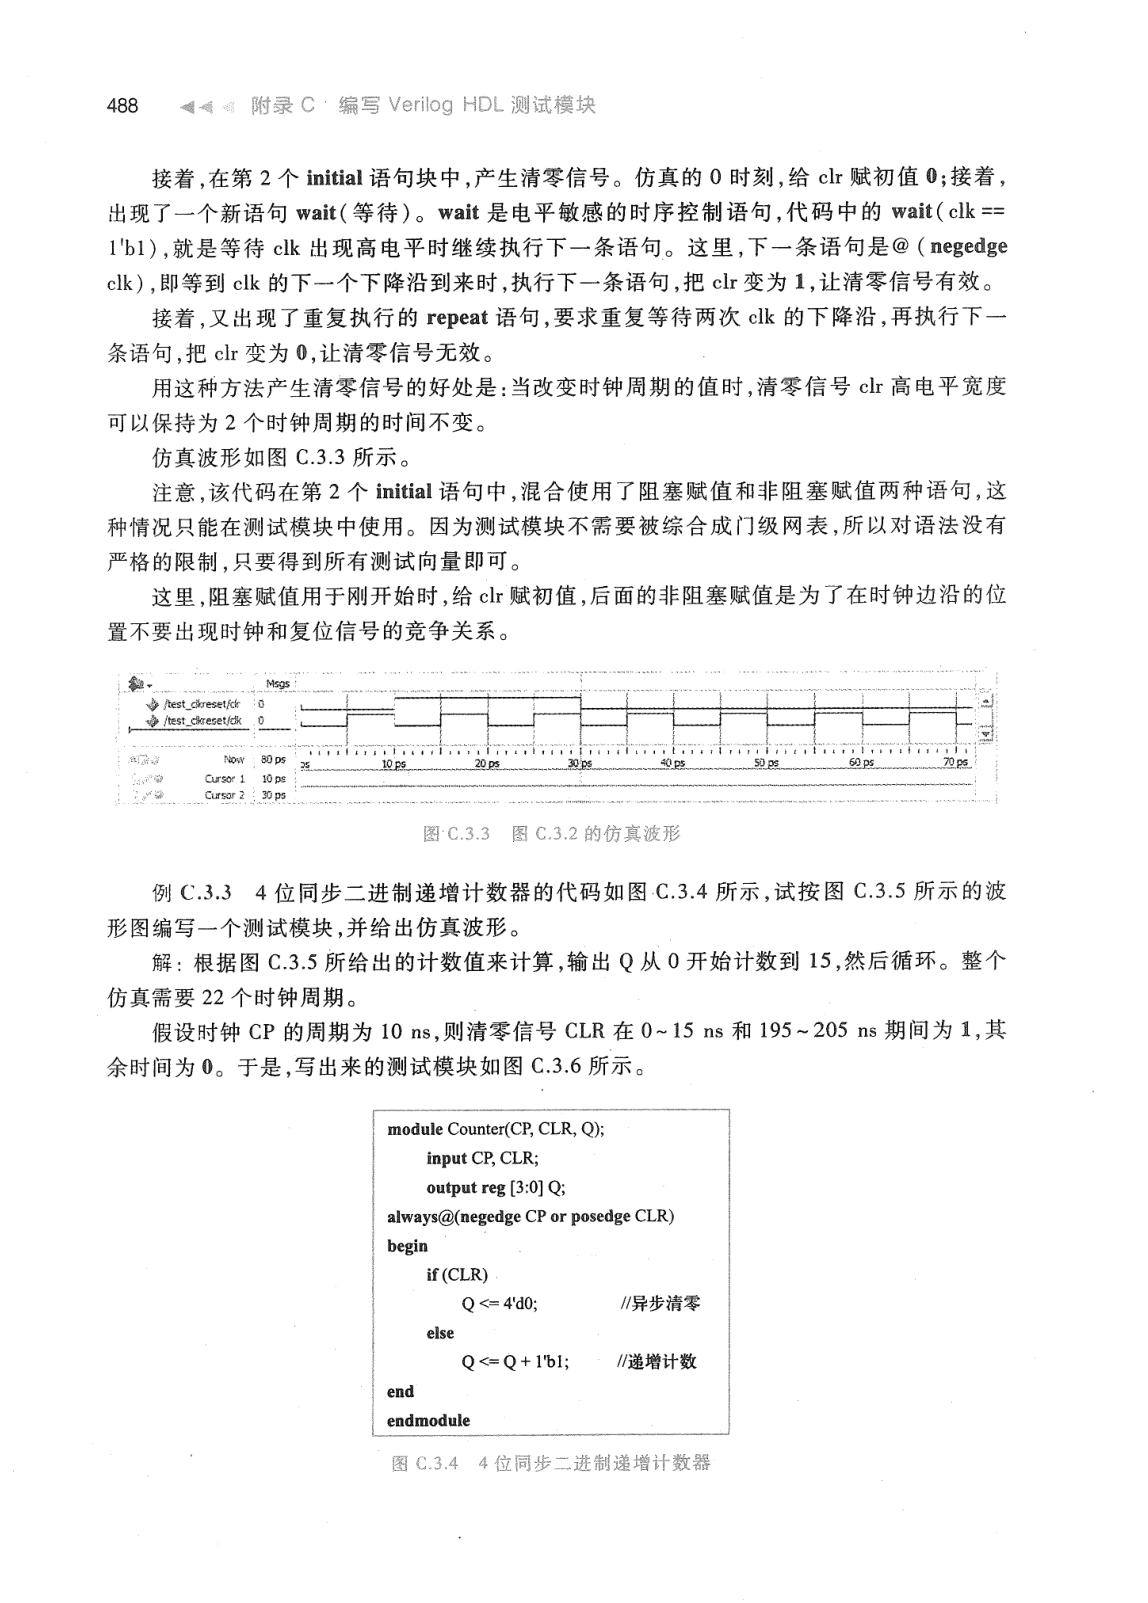 488 附录 C 编写 Verilog HDL 测试模块
接着,在第 2 个 initial 语句块中,产生清零信号。仿真的 0 时刻,给 clr 赋初值 0;接着,
出现了一个新语句 wait(等待)。wait 是电平敏感的时序控制语句,代码中的 wait(clk==
1'b1),就是等待 clk 出现高电平时继续执行下一条语句。这里,下一条语句是@(negedge
clk),即等到 clk 的下一个下降沿到来时,执行下一条语句,把 clr 变为 1,让清零信号有效。
接着,又出现了重复执行的 repeat 语句,要求重复等待两次 clk 的下降沿,再执行下一
条语句,把 clr 变为 0,让清零信号无效。
用这种方法产生清零信号的好处是:当改变时钟周期的值时,清零信号 clr 高电平宽度
可以保持为 2 个时钟周期的时间不变。
仿真波形如图 C.3.3 所示。
注意,该代码在第 2 个 initial 语句中,混合使用了阻塞赋值和非阻塞赋值两种语句,这
种情况只能在测试模块中使用。因为测试模块不需要被综合成门级网表,所以对语法没有
严格的限制,只要得到所有测试向量即可。
这里,阻塞赋值用于刚开始时,给 clr 赋初值,后面的非阻塞赋值是为了在时钟边沿的位
置不要出现时钟和复位信号的竞争关系。
Msgs
/test_clkreset/clr 0
/test_clkreset/clk 0
Now 80 ps ps 10 ps 20 ps 30 ps 40 ps 50 ps 60 ps 70 ps
Cursor 1 10 ps
Cursor 2 30 ps
图 C.3.3 图 C.3.2 的仿真波形
例 C.3.3 4 位同步二进制递增计数器的代码如图 C.3.4 所示,试按图 C.3.5 所示的波
形图编写一个测试模块,并给出仿真波形。
解:根据图 C.3.5 所给出的计数值来计算,输出 Q 从 0 开始计数到 15,然后循环。整个
仿真需要 22 个时钟周期。
假设时钟 CP 的周期为 10 ns,则清零信号 CLR 在 0~15 ns 和 195~205 ns 期间为 1,其
余时间为 0。于是,写出来的测试模块如图 C.3.6 所示。
module Counter(CP, CLR, Q);
input CP, CLR;
output reg [3:0] Q;
always@(negedge CP or posedge CLR)
begin
if (CLR)
Q <= 4'd0; //异步清零
else
Q <= Q + 1'b1; //递增计数
end
endmodule
图 C.3.4 4 位同步二进制递增计数器